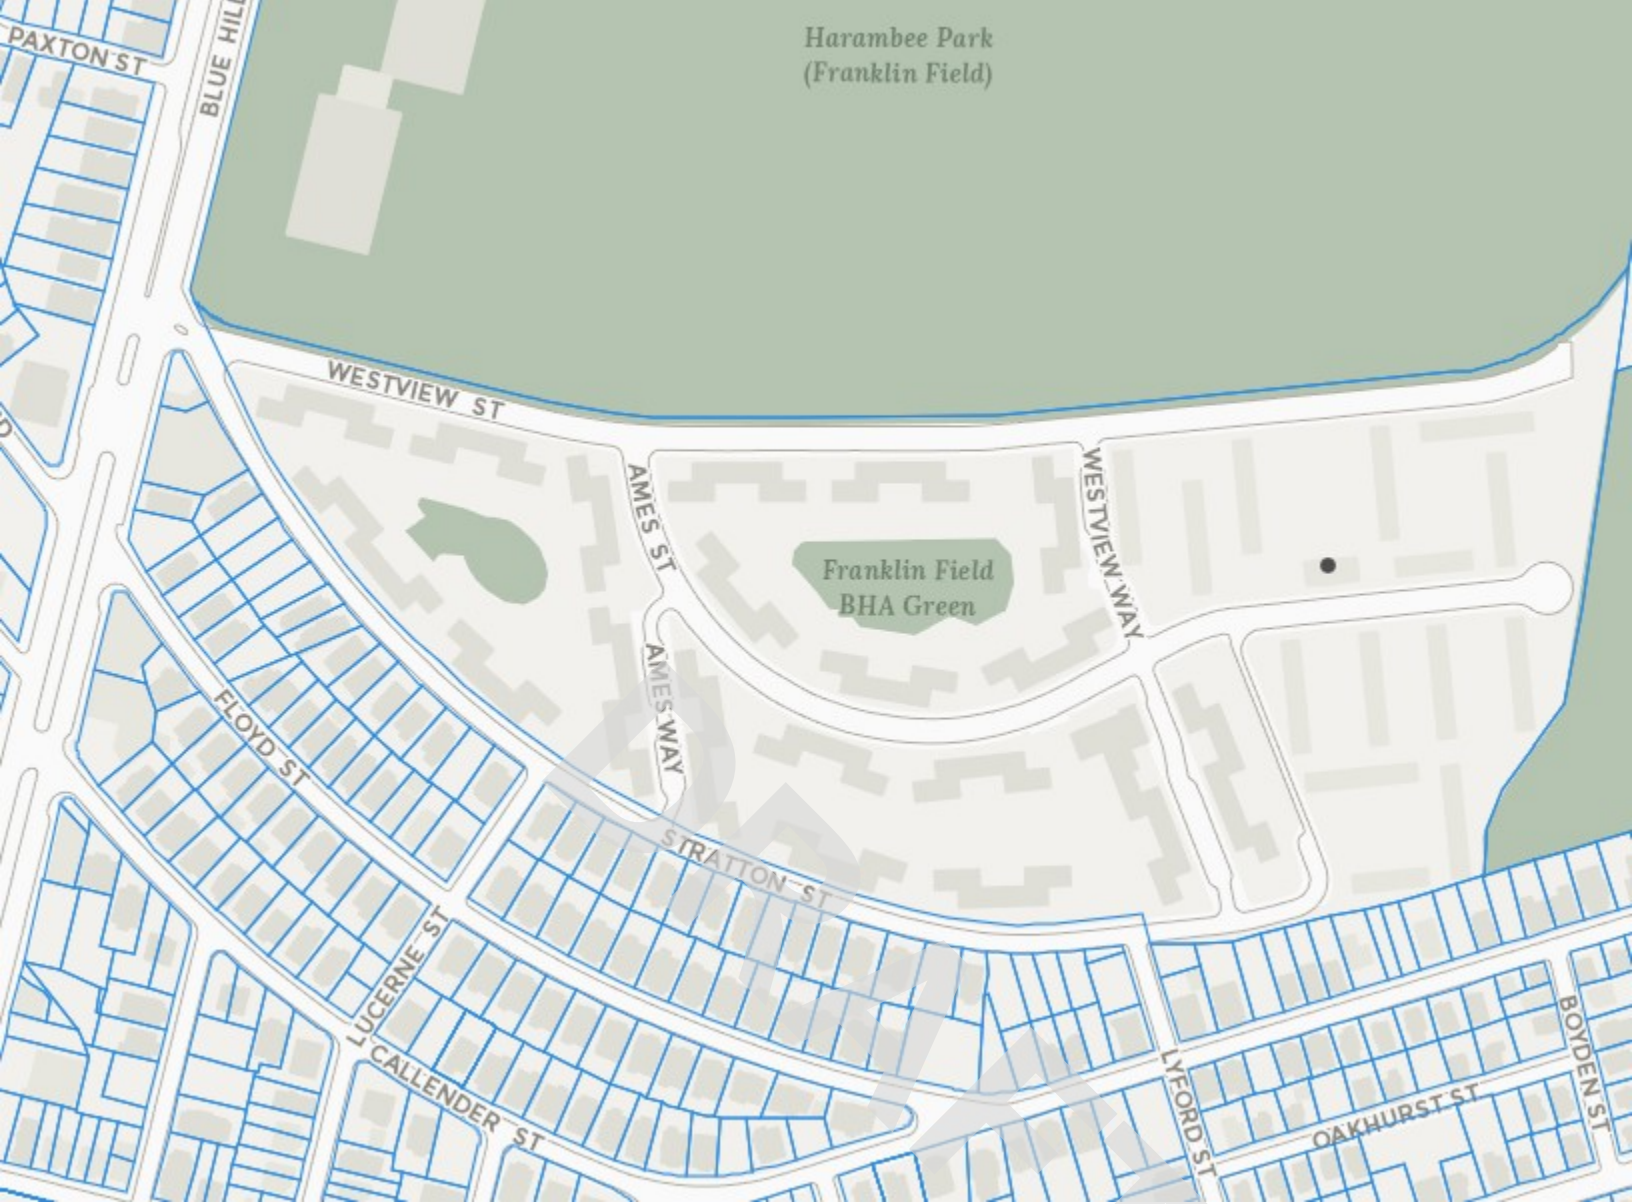 PAXTON ST
BLUE HILL
Harambee Park
(Franklin Field)
WESTVIEW ST
AMES ST
WESTVIEW WAY
Franklin Field
BHA Green
AMES WAY
FLOYD ST
STRATTON ST
LUCERNE ST
CALLENDER ST
LYFORD ST
OAKHURST ST
BOYDEN ST